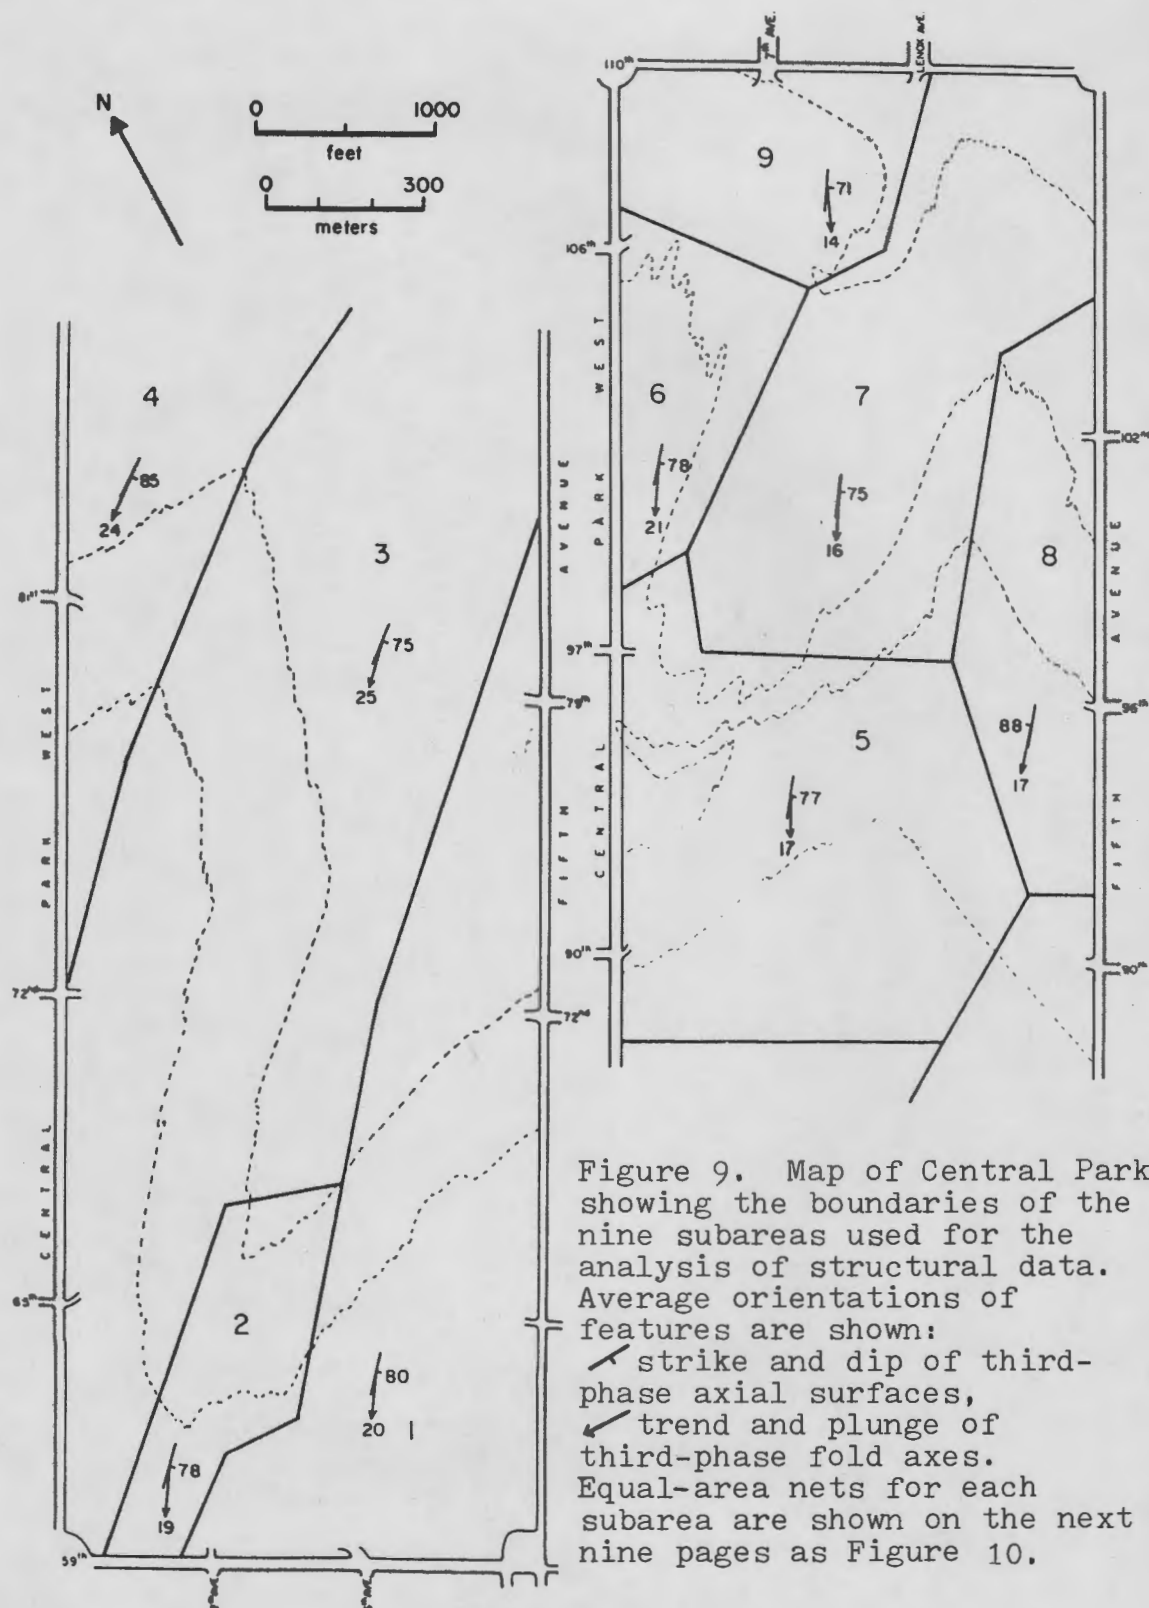 N
0 1000
feet
0 300
meters
4
85
24
81st
3
75
25
79th
PARK WEST
AVENUE
FIFTH
72nd
72nd
CENTRAL
65th
2
78
19
80
20
1
59th
7th AVE.
LENOX AVE.
110th
9
71
14
106th
PARK WEST
6
78
21
7
75
16
102nd
8
AVENUE
97th
96th
CENTRAL
5
77
17
88
17
FIFTH
90th
90th
Figure 9. Map of Central Park
showing the boundaries of the
nine subareas used for the
analysis of structural data.
Average orientations of
features are shown:
strike and dip of third-
phase axial surfaces,
trend and plunge of
third-phase fold axes.
Equal-area nets for each
subarea are shown on the next
nine pages as Figure 10.